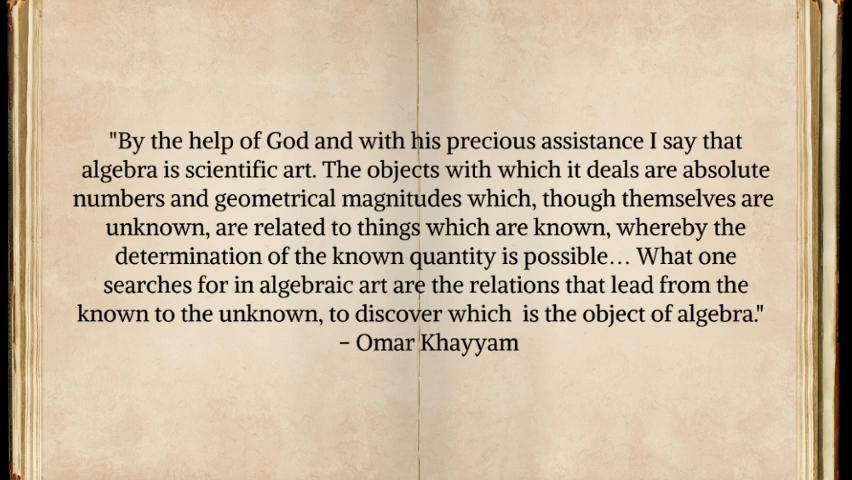 "By the help of God and with his precious assistance I say that
algebra is scientific art. The objects with which it deals are absolute
numbers and geometrical magnitudes which, though themselves are
unknown, are related to things which are known, whereby the
determination of the known quantity is possible… What one
searches for in algebraic art are the relations that lead from the
known to the unknown, to discover which  is the object of algebra."
– Omar Khayyam